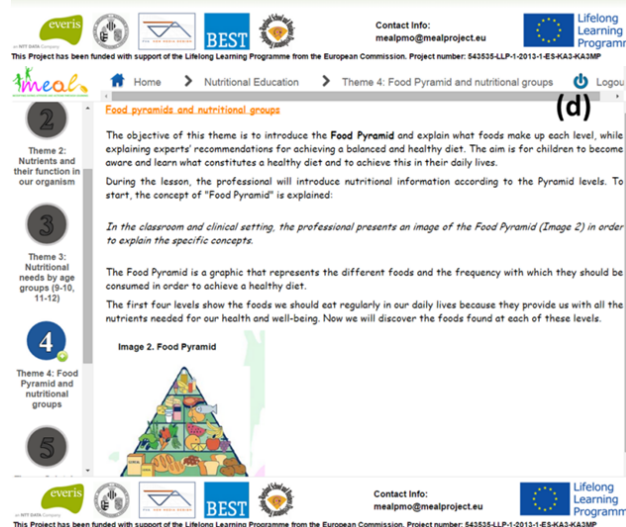 everis
an NTT DATA Company
BEST
Contact Info:
mealpmo@mealproject.eu
Lifelong
Learning
Programm
This Project has been funded with support of the Lifelong Learning Programme from the European Commission. Project number: 543535-LLP-1-2013-1-ES-KA3-KA3MP
meals
Home
Nutritional Education
Theme 4: Food Pyramid and nutritional groups
Logou
(d)
2
Theme 2:
Nutrients and
their function in
our organism
3
Theme 3:
Nutritional
needs by age
groups (9-10,
11-12)
4
Theme 4: Food
Pyramid and
nutritional
groups
5
Food pyramids and nutritional groups
The objective of this theme is to introduce the Food Pyramid and explain what foods make up each level, while
explaining experts' recommendations for achieving a balanced and healthy diet. The aim is for children to become
aware and learn what constitutes a healthy diet and to achieve this in their daily lives.
During the lesson, the professional will introduce nutritional information according to the Pyramid levels. To
start, the concept of "Food Pyramid" is explained:
In the classroom and clinical setting, the professional presents an image of the Food Pyramid (Image 2) in order
to explain the specific concepts.
The Food Pyramid is a graphic that represents the different foods and the frequency with which they should be
consumed in order to achieve a healthy diet.
The first four levels show the foods we should eat regularly in our daily lives because they provide us with all the
nutrients needed for our health and well-being. Now we will discover the foods found at each of these levels.
Image 2. Food Pyramid
everis
an NTT DATA Company
BEST
Contact Info:
mealpmo@mealproject.eu
Lifelong
Learning
Programm
This Project has been funded with support of the Lifelong Learning Programme from the European Commission. Project number: 543535-LLP-1-2013-1-ES-KA3-KA3MP